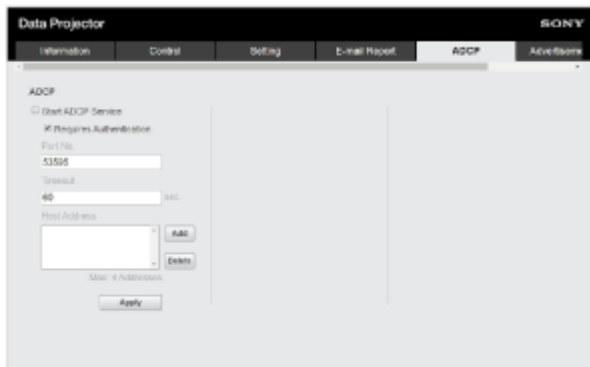 Data Projector
SONY
Information Control Setting E-mail Report ADCP Advertisem
ADCP
Start ADCP Service
Requires Authentication
Port No.
53595
Timeout
60 sec.
Host Address
Add
Delete
Max: 4 Addresses
Apply